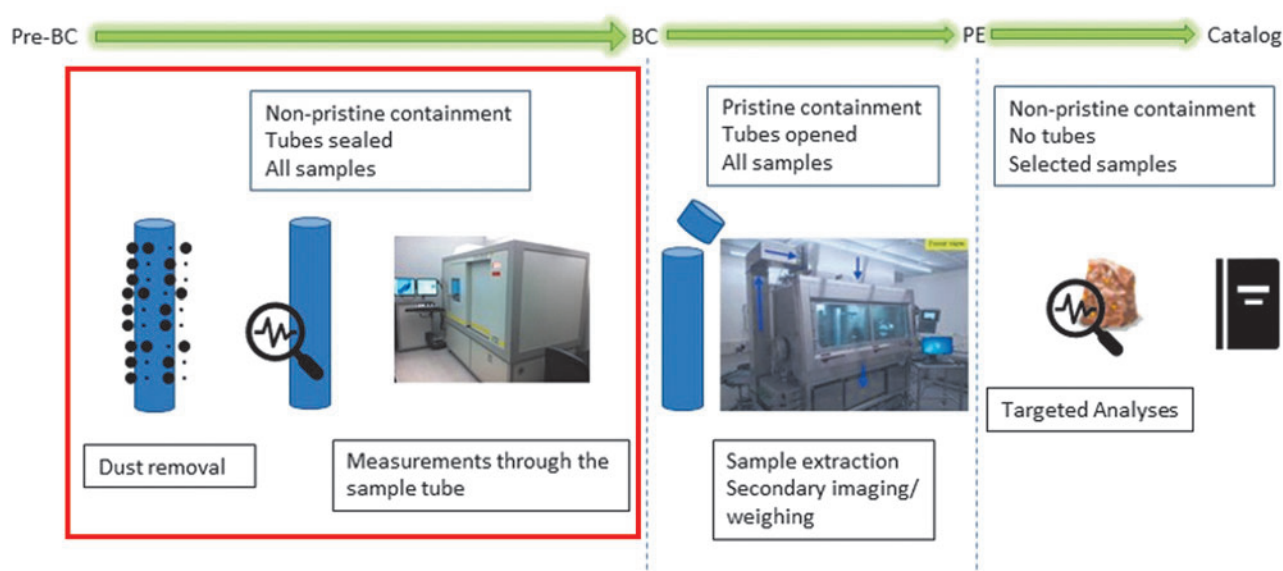 Pre-BC
BC
PE
Catalog
Non-pristine containment
Tubes sealed
All samples
Pristine containment
Tubes opened
All samples
Non-pristine containment
No tubes
Selected samples
Front view
Dust removal
Measurements through the
sample tube
Sample extraction
Secondary imaging/
weighing
Targeted Analyses